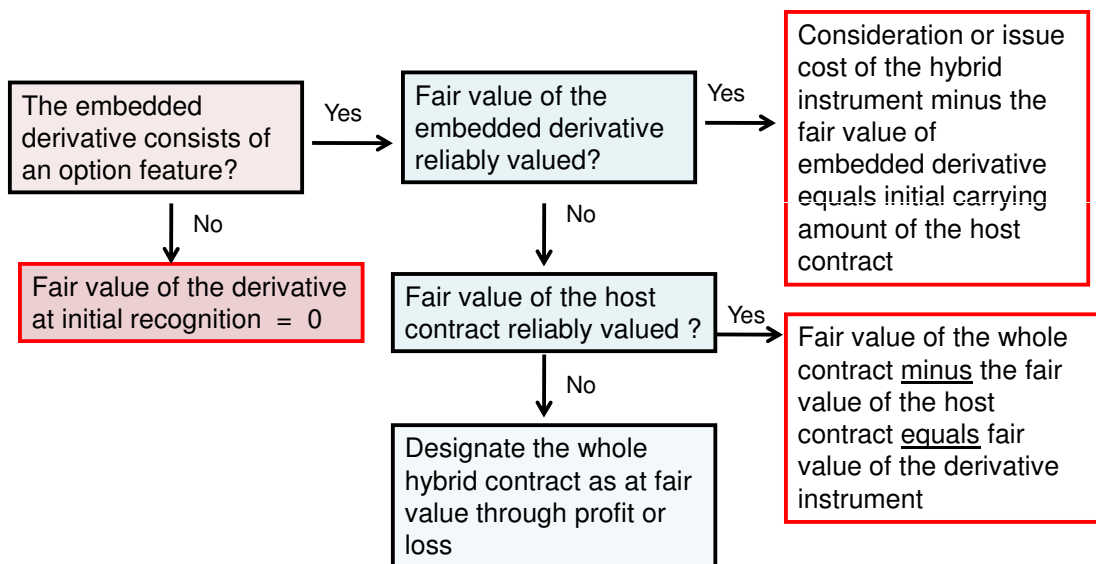 The embedded
derivative consists of
an option feature?
Yes
Fair value of the
embedded derivative
reliably valued?
Yes
Consideration or issue
cost of the hybrid
instrument minus the
fair value of
embedded derivative
equals initial carrying
amount of the host
contract
No
No
Fair value of the derivative
at initial recognition = 0
Fair value of the host
contract reliably valued ?
Yes
Fair value of the whole
contract minus the fair
value of the host
contract equals fair
value of the derivative
instrument
No
Designate the whole
hybrid contract as at fair
value through profit or
loss